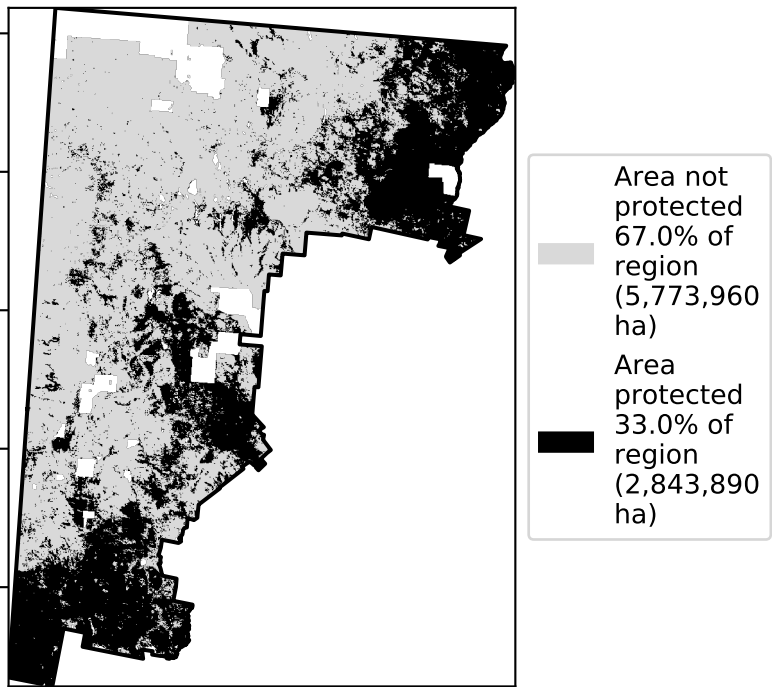 Area not
protected
67.0% of
region
(5,773,960
ha)
Area
protected
33.0% of
region
(2,843,890
ha)